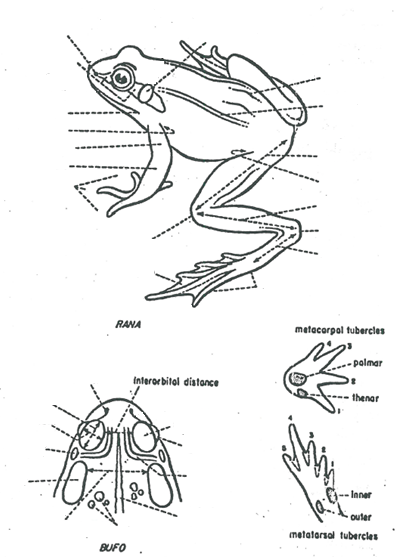 RANA
metacarpal tubercles
4
3
palmar
2
thenar
1
Interorbital distance
4
3
5
2
1
Inner
outer
metatarsal tubercles
BUFO